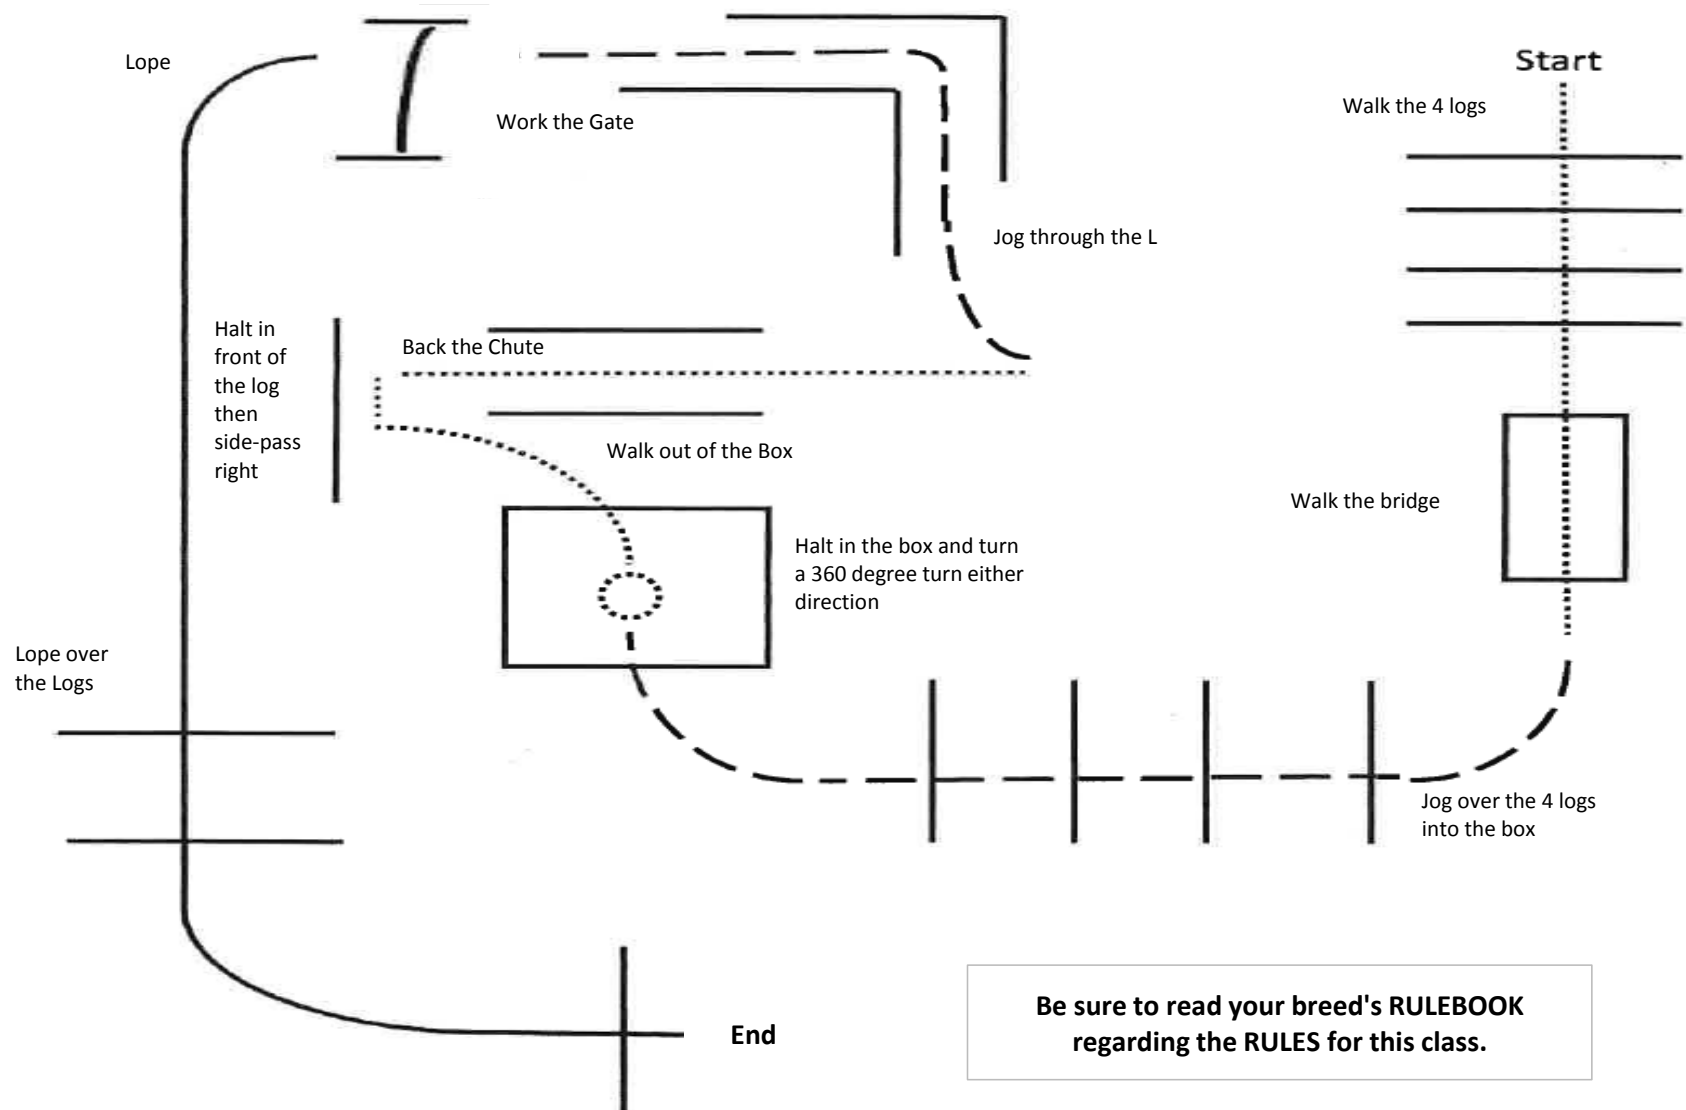 Start
Walk the 4 logs
Walk the bridge
Jog over the 4 logs
into the box
Halt in the box and turn
a 360 degree turn either
direction
Walk out of the Box
Halt in
front of
the log
then
side-pass
right
Back the Chute
Jog through the L
Work the Gate
Lope
Lope over
the Logs
End
Be sure to read your breed's RULEBOOK
regarding the RULES for this class.